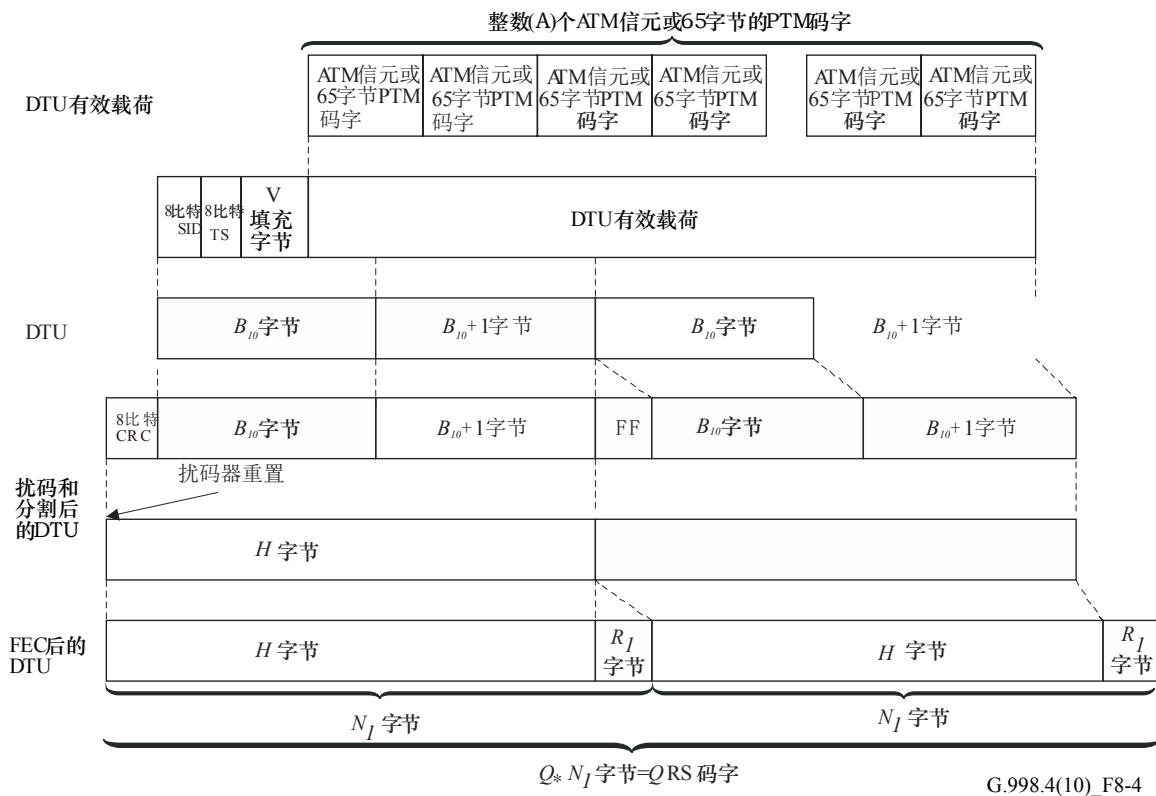 整数(A)个ATM信元或65字节的PTM码字
DTU有效载荷
ATM信元或
65字节PTM
码字
ATM信元或
65字节PTM
码字
ATM信元或
65字节PTM
码字
ATM信元或
65字节PTM
码字
ATM信元或
65字节PTM
码字
ATM信元或
65字节PTM
码字
8比特
SID
8比特
TS
V
填充
字节
DTU有效载荷
DTU
B10字节
B10+1字节
B10字节
B10+1字节
8比特
CRC
B10字节
B10+1字节
FF
B10字节
B10+1字节
扰码器重置
扰码和
分割后
的DTU
H 字节
FEC后的
DTU
H 字节
R1
字节
H 字节
R1
字节
N1 字节
N1 字节
Q* N1 字节=Q RS 码字
G.998.4(10)_F8-4